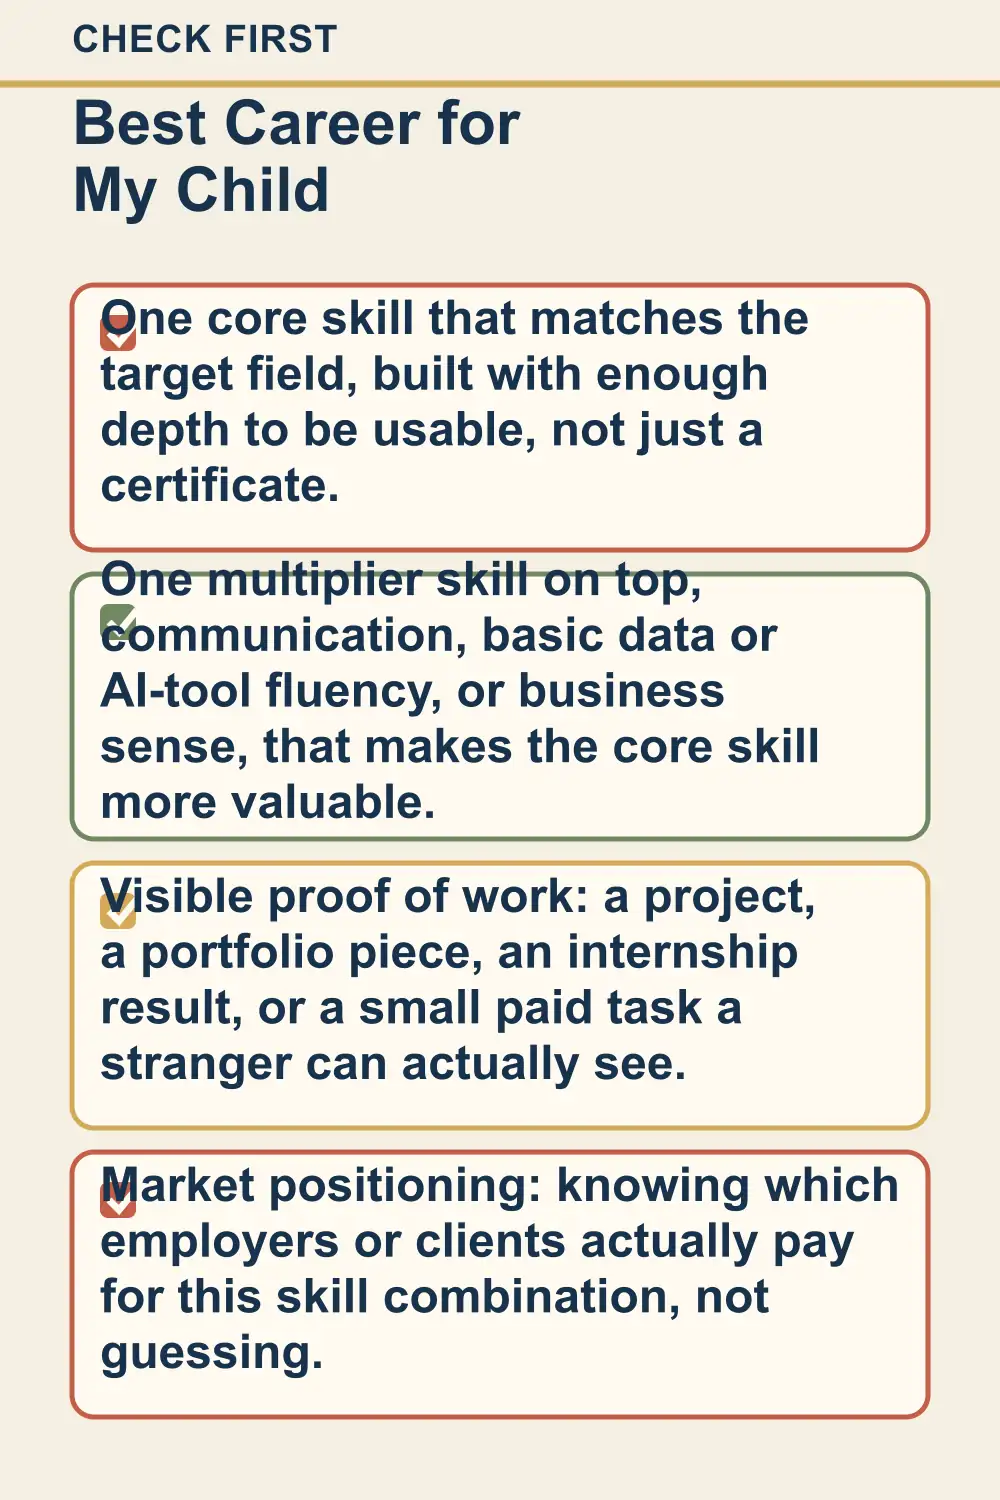 CHECK FIRST
Best Career for
My Child
One core skill that matches the
target field, built with enough
depth to be usable, not just a
certificate.
One multiplier skill on top,
communication, basic data or
AI-tool fluency, or business
sense, that makes the core skill
more valuable.
Visible proof of work: a project,
a portfolio piece, an internship
result, or a small paid task a
stranger can actually see.
Market positioning: knowing which
employers or clients actually pay
for this skill combination, not
guessing.